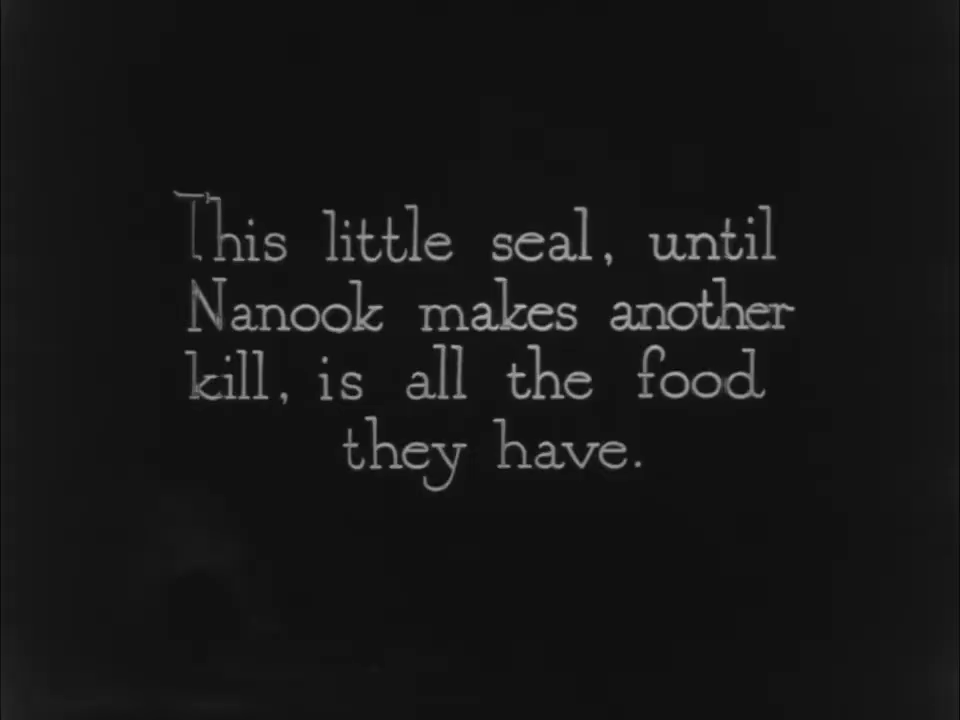 This little seal, until
Nanook makes another
kill, is all the food
they have.